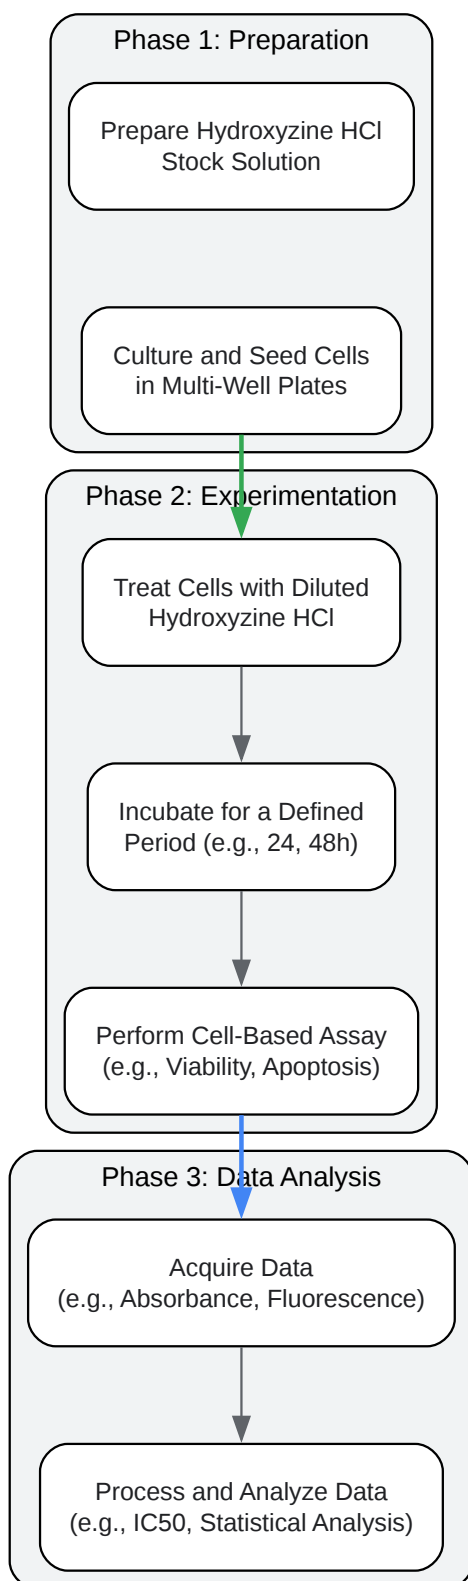 Phase 1: Preparation
Prepare Hydroxyzine HCl
Stock Solution
Culture and Seed Cells
in Multi-Well Plates
Phase 2: Experimentation
Treat Cells with Diluted
Hydroxyzine HCl
Incubate for a Defined
Period (e.g., 24, 48h)
Perform Cell-Based Assay
(e.g., Viability, Apoptosis)
Phase 3: Data Analysis
Acquire Data
(e.g., Absorbance, Fluorescence)
Process and Analyze Data
(e.g., IC50, Statistical Analysis)